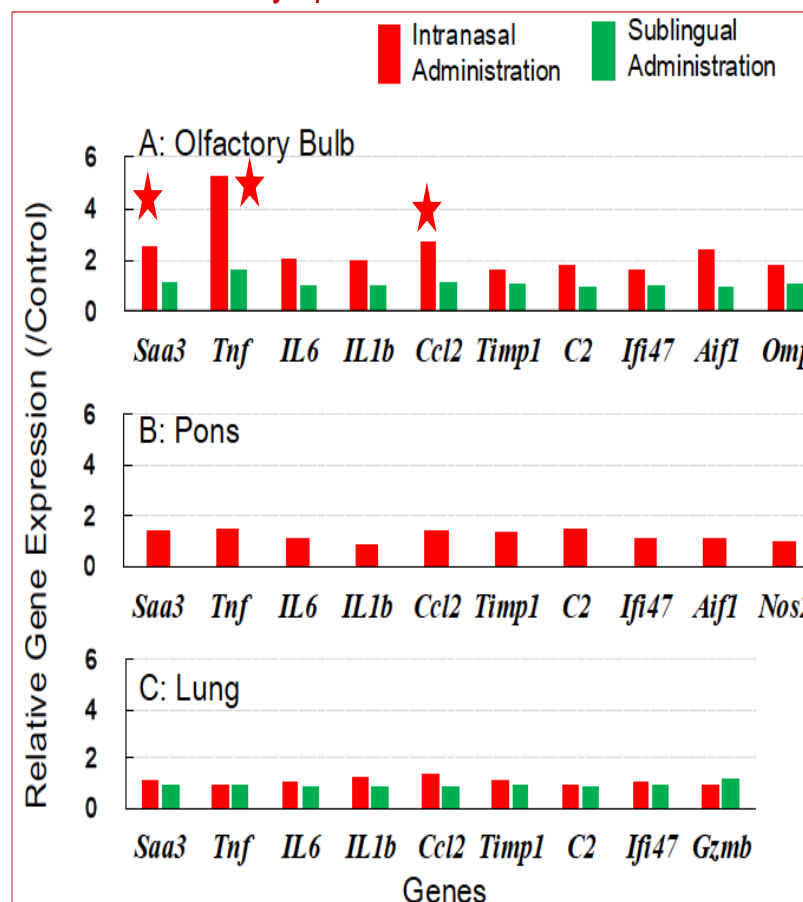 Intranasal
Administration
Sublingual
Administration
A: Olfactory Bulb
6
4
2
0
Saa3 Tnf IL6 IL1b Ccl2 Timp1 C2 Ifi47 Aif1 Omp
B: Pons
6
4
2
0
Saa3 Tnf IL6 IL1b Ccl2 Timp1 C2 Ifi47 Aif1 Nos2
C: Lung
6
4
2
0
Saa3 Tnf IL6 IL1b Ccl2 Timp1 C2 Ifi47 Gzmb
Genes
Relative Gene Expression (/Control)